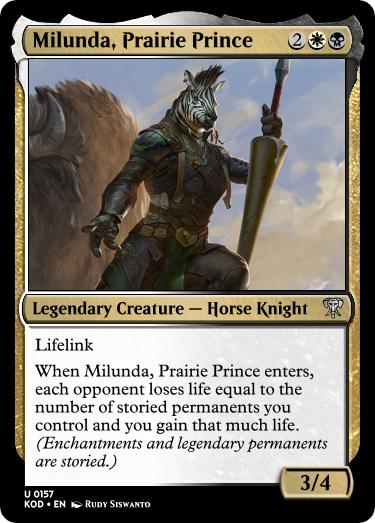 Milunda, Prairie Prince 2
Legendary Creature — Horse Knight
Lifelink
When Milunda, Prairie Prince enters,
each opponent loses life equal to the
number of storied permanents you
control and you gain that much life.
(Enchantments and legendary permanents
are storied.)
3/4
U 0157
KOD • EN Rudy Siswanto